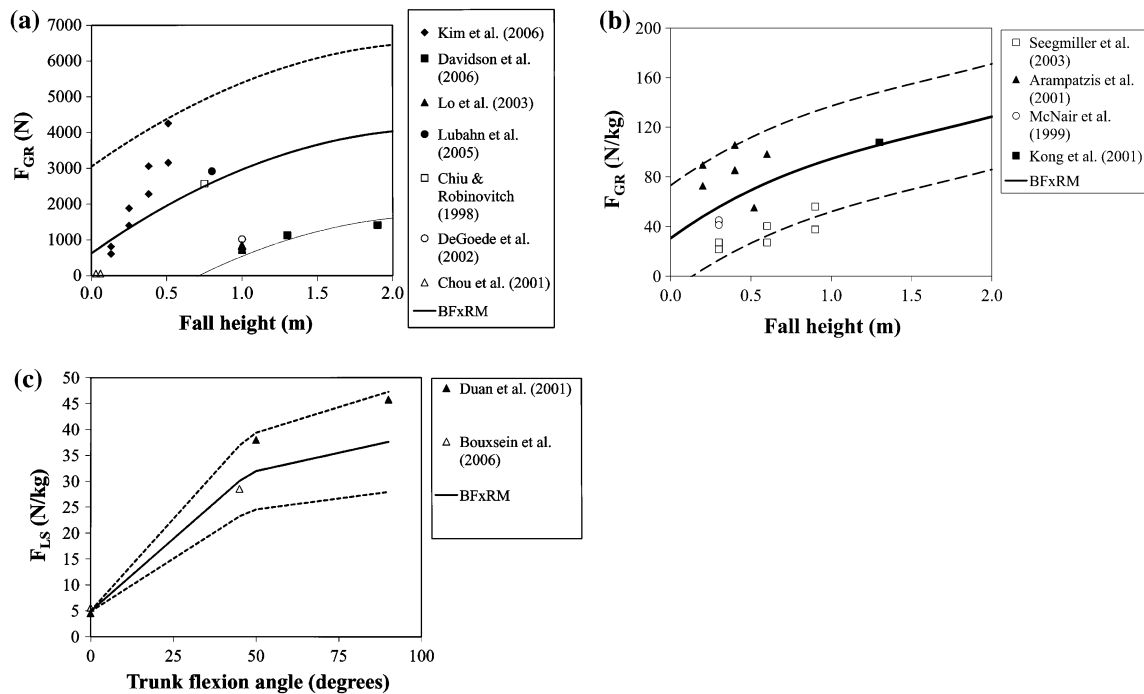 (a)
7000
6000
5000
4000
3000
2000
1000
0
F_GR (N)
0.0 0.5 1.0 1.5 2.0
Fall height (m)
Kim et al. (2006)
Davidson et al.
(2006)
Lo et al. (2003)
Lubahn et al.
(2005)
Chiu &
Robinovitch
(1998)
DeGoede et al.
(2002)
Chou et al. (2001)
BFxRM
(b)
200
160
120
80
40
0
F_GR (N/kg)
0.0 0.5 1.0 1.5 2.0
Fall height (m)
Seegmiller et al.
(2003)
Arampatzis et al.
(2001)
McNair et al.
(1999)
Kong et al. (2001)
BFxRM
(c)
50
45
40
35
30
25
20
15
10
5
0
F_LS (N/kg)
0 25 50 75 100
Trunk flexion angle (degrees)
Duan et al. (2001)
Bouxsein et al.
(2006)
BFxRM